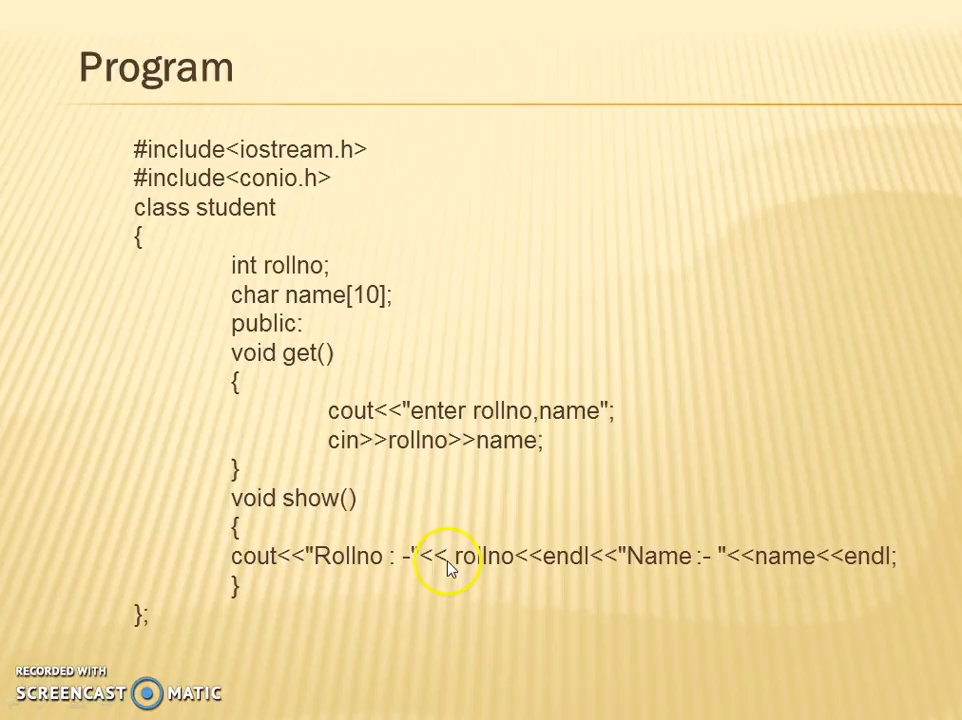 Program
#include<iostream.h>
#include<conio.h>
class student
{
int rollno;
char name[10];
public:
void get()
{
cout<<"enter rollno,name";
cin>>rollno>>name;
}
void show()
{
cout<<"Rollno : -"<< rollno<<endl<<"Name :- "<<name<<endl;
}
};
RECORDED WITH
SCREENCAST MATIC